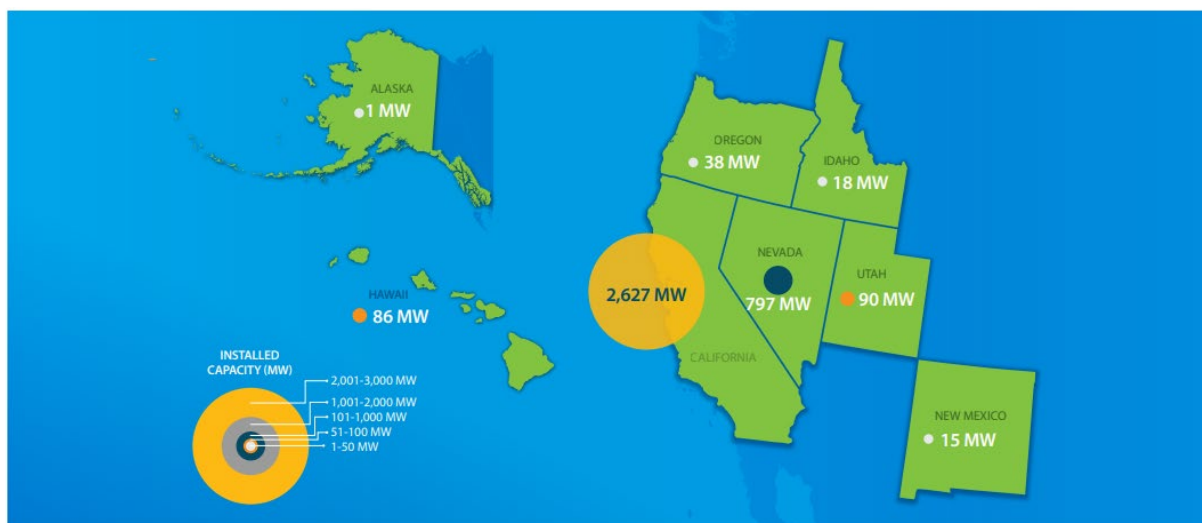 ALASKA
1 MW
OREGON
38 MW
IDAHO
18 MW
NEVADA
797 MW
UTAH
90 MW
2,627 MW
CALIFORNIA
HAWAII
86 MW
NEW MEXICO
15 MW
INSTALLED
CAPACITY (MW)
2,001-3,000 MW
1,001-2,000 MW
101-1,000 MW
51-100 MW
1-50 MW